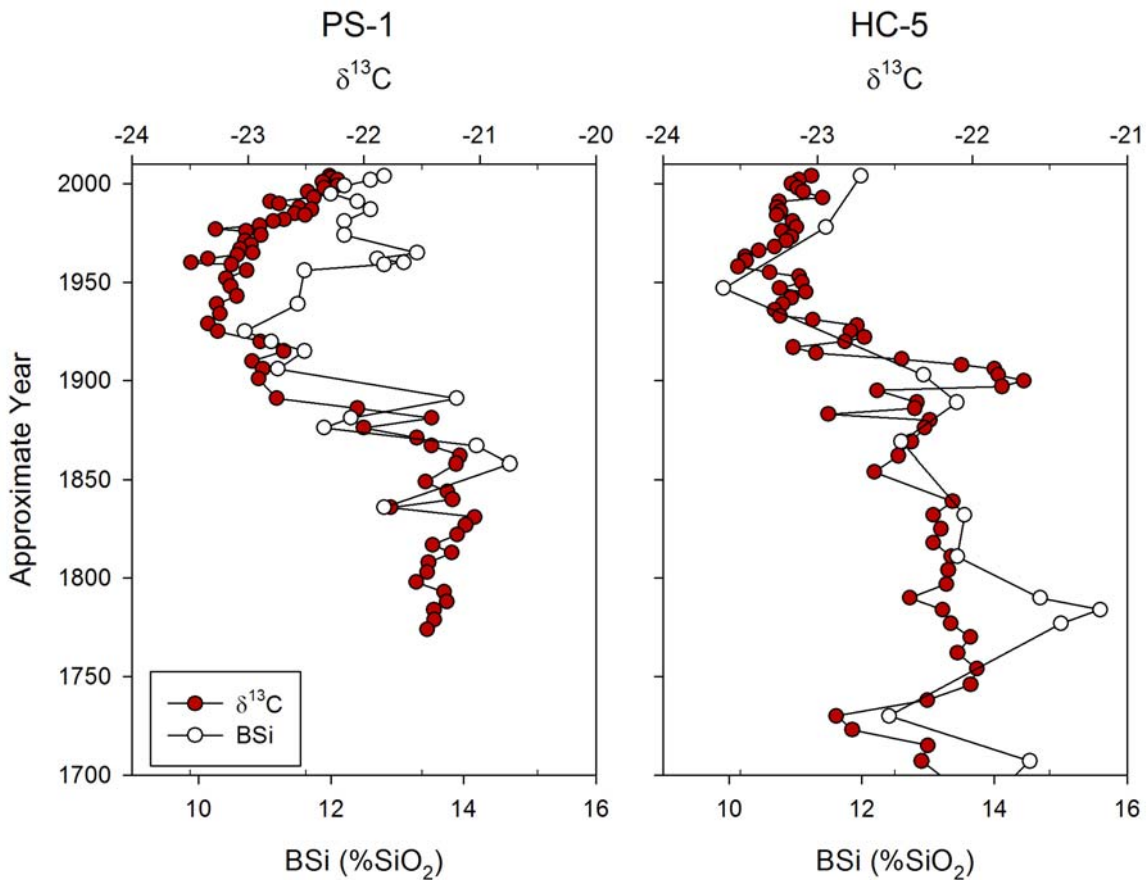 PS-1
HC-5
δ¹³C
δ¹³C
-24 -23 -22 -21 -20
-24 -23 -22 -21
2000
1950
1900
1850
1800
1750
1700
Approximate Year
δ¹³C
BSi
10 12 14 16
10 12 14 16
BSi (%SiO₂)
BSi (%SiO₂)